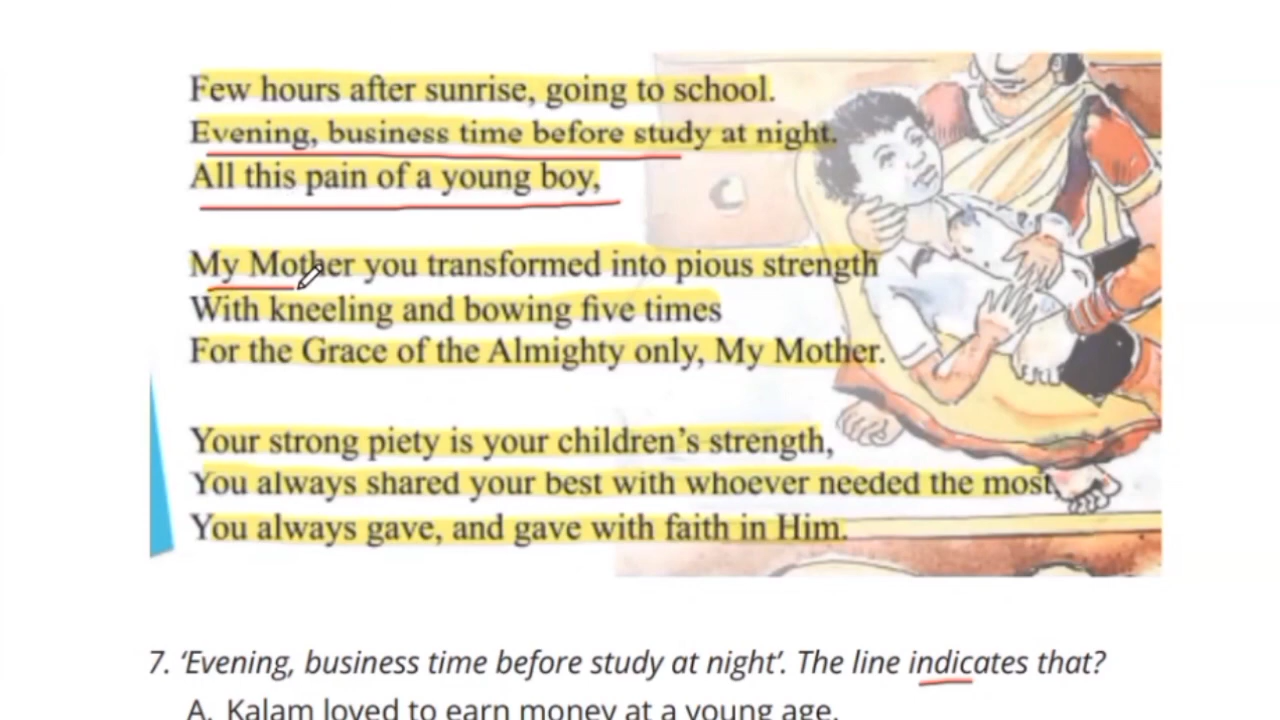 Few hours after sunrise, going to school.
Evening, business time before study at night.
All this pain of a young boy,
My Mother you transformed into pious strength
With kneeling and bowing five times
For the Grace of the Almighty only, My Mother.
Your strong piety is your children's strength,
You always shared your best with whoever needed the most,
You always gave, and gave with faith in Him.
7. ‘Evening, business time before study at night’. The line indicates that?
A. Kalam loved to earn money at a young age.